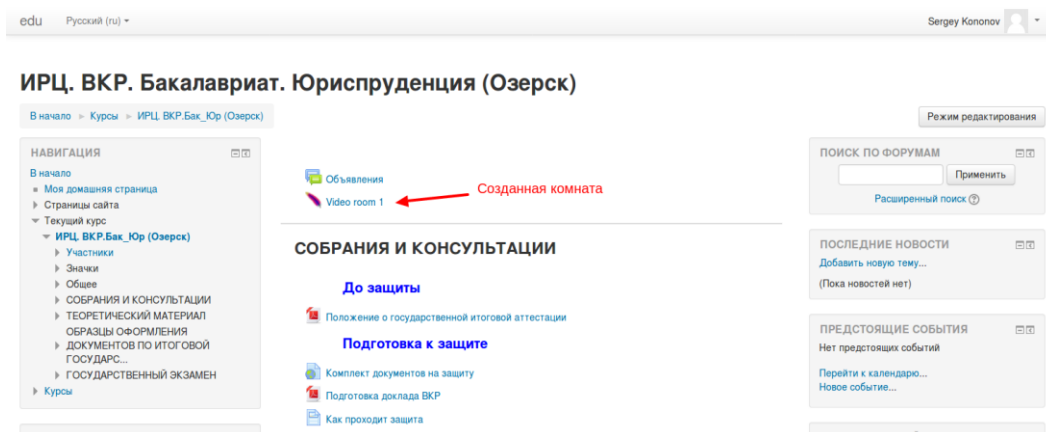 edu Русский (ru)
Sergey Kononov
ИРЦ. ВКР. Бакалавриат. Юриспруденция (Озерск)
В начало Курсы ИРЦ. ВКР.Бак_Юр (Озерск)
Режим редактирования
НАВИГАЦИЯ
В начало
Моя домашняя страница
Страницы сайта
Текущий курс
ИРЦ. ВКР.Бак_Юр (Озерск)
Участники
Значки
Общее
СОБРАНИЯ И КОНСУЛЬТАЦИИ
ТЕОРЕТИЧЕСКИЙ МАТЕРИАЛ
ОБРАЗЦЫ ОФОРМЛЕНИЯ
ДОКУМЕНТОВ ПО ИТОГОВОЙ
ГОСУДАРС...
ГОСУДАРСТВЕННЫЙ ЭКЗАМЕН
Курсы
Объявления
Video room 1
Созданная комната
СОБРАНИЯ И КОНСУЛЬТАЦИИ
До защиты
Положение о государственной итоговой аттестации
Подготовка к защите
Комплект документов на защиту
Подготовка доклада ВКР
Как проходит защита
ПОИСК ПО ФОРУМАМ
Применить
Расширенный поиск
ПОСЛЕДНИЕ НОВОСТИ
Добавить новую тему...
(Пока новостей нет)
ПРЕДСТОЯЩИЕ СОБЫТИЯ
Нет предстоящих событий
Перейти к календарю...
Новое событие...